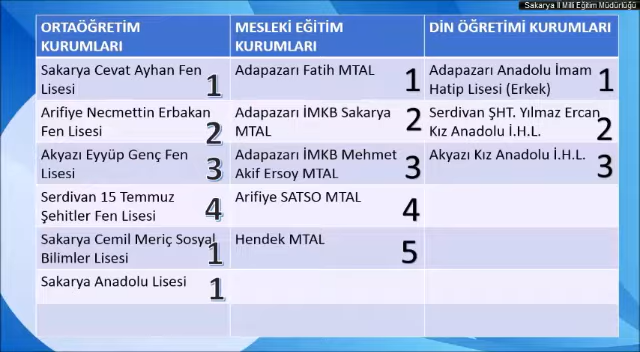 Sakarya İl Milli Eğitim Müdürlüğü
ORTAÖĞRETİM
KURUMLARI
MESLEKİ EĞİTİM
KURUMLARI
DİN ÖĞRETİMİ KURUMLARI
Sakarya Cevat Ayhan Fen
Lisesi
1
Adapazarı Fatih MTAL
1
Adapazarı Anadolu İmam
Hatip Lisesi (Erkek)
1
Arifiye Necmettin Erbakan
Fen Lisesi
2
Adapazarı İMKB Sakarya
MTAL
2
Serdivan ŞHT. Yılmaz Ercan
Kız Anadolu İ.H.L.
2
Akyazı Eyyüp Genç Fen
Lisesi
3
Adapazarı İMKB Mehmet
Akif Ersoy MTAL
3
Akyazı Kız Anadolu İ.H.L.
3
Serdivan 15 Temmuz
Şehitler Fen Lisesi
4
Arifiye SATSO MTAL
4
Sakarya Cemil Meriç Sosyal
Bilimler Lisesi
1
Hendek MTAL
5
Sakarya Anadolu Lisesi
1